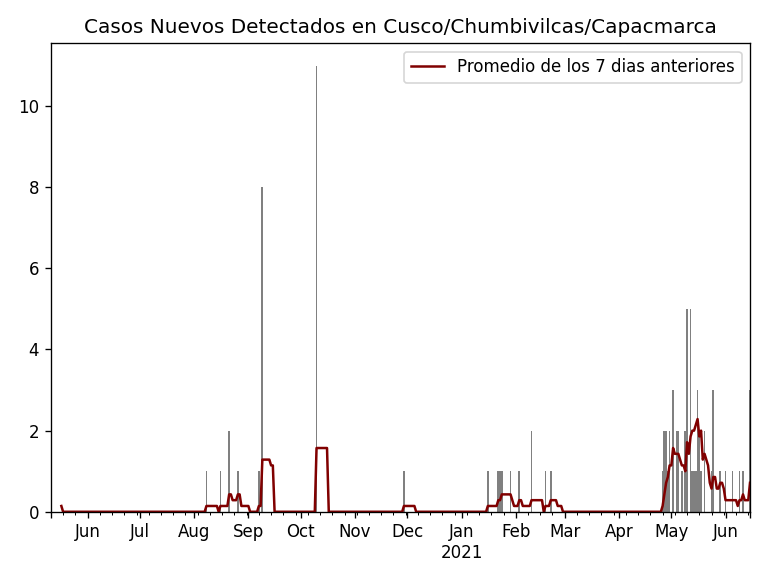 Casos Nuevos Detectados en Cusco/Chumbivilcas/Capacmarca
Promedio de los 7 dias anteriores
10
8
6
4
2
0
Jun Jul Aug Sep Oct Nov Dec Jan Feb Mar Apr May Jun
2021